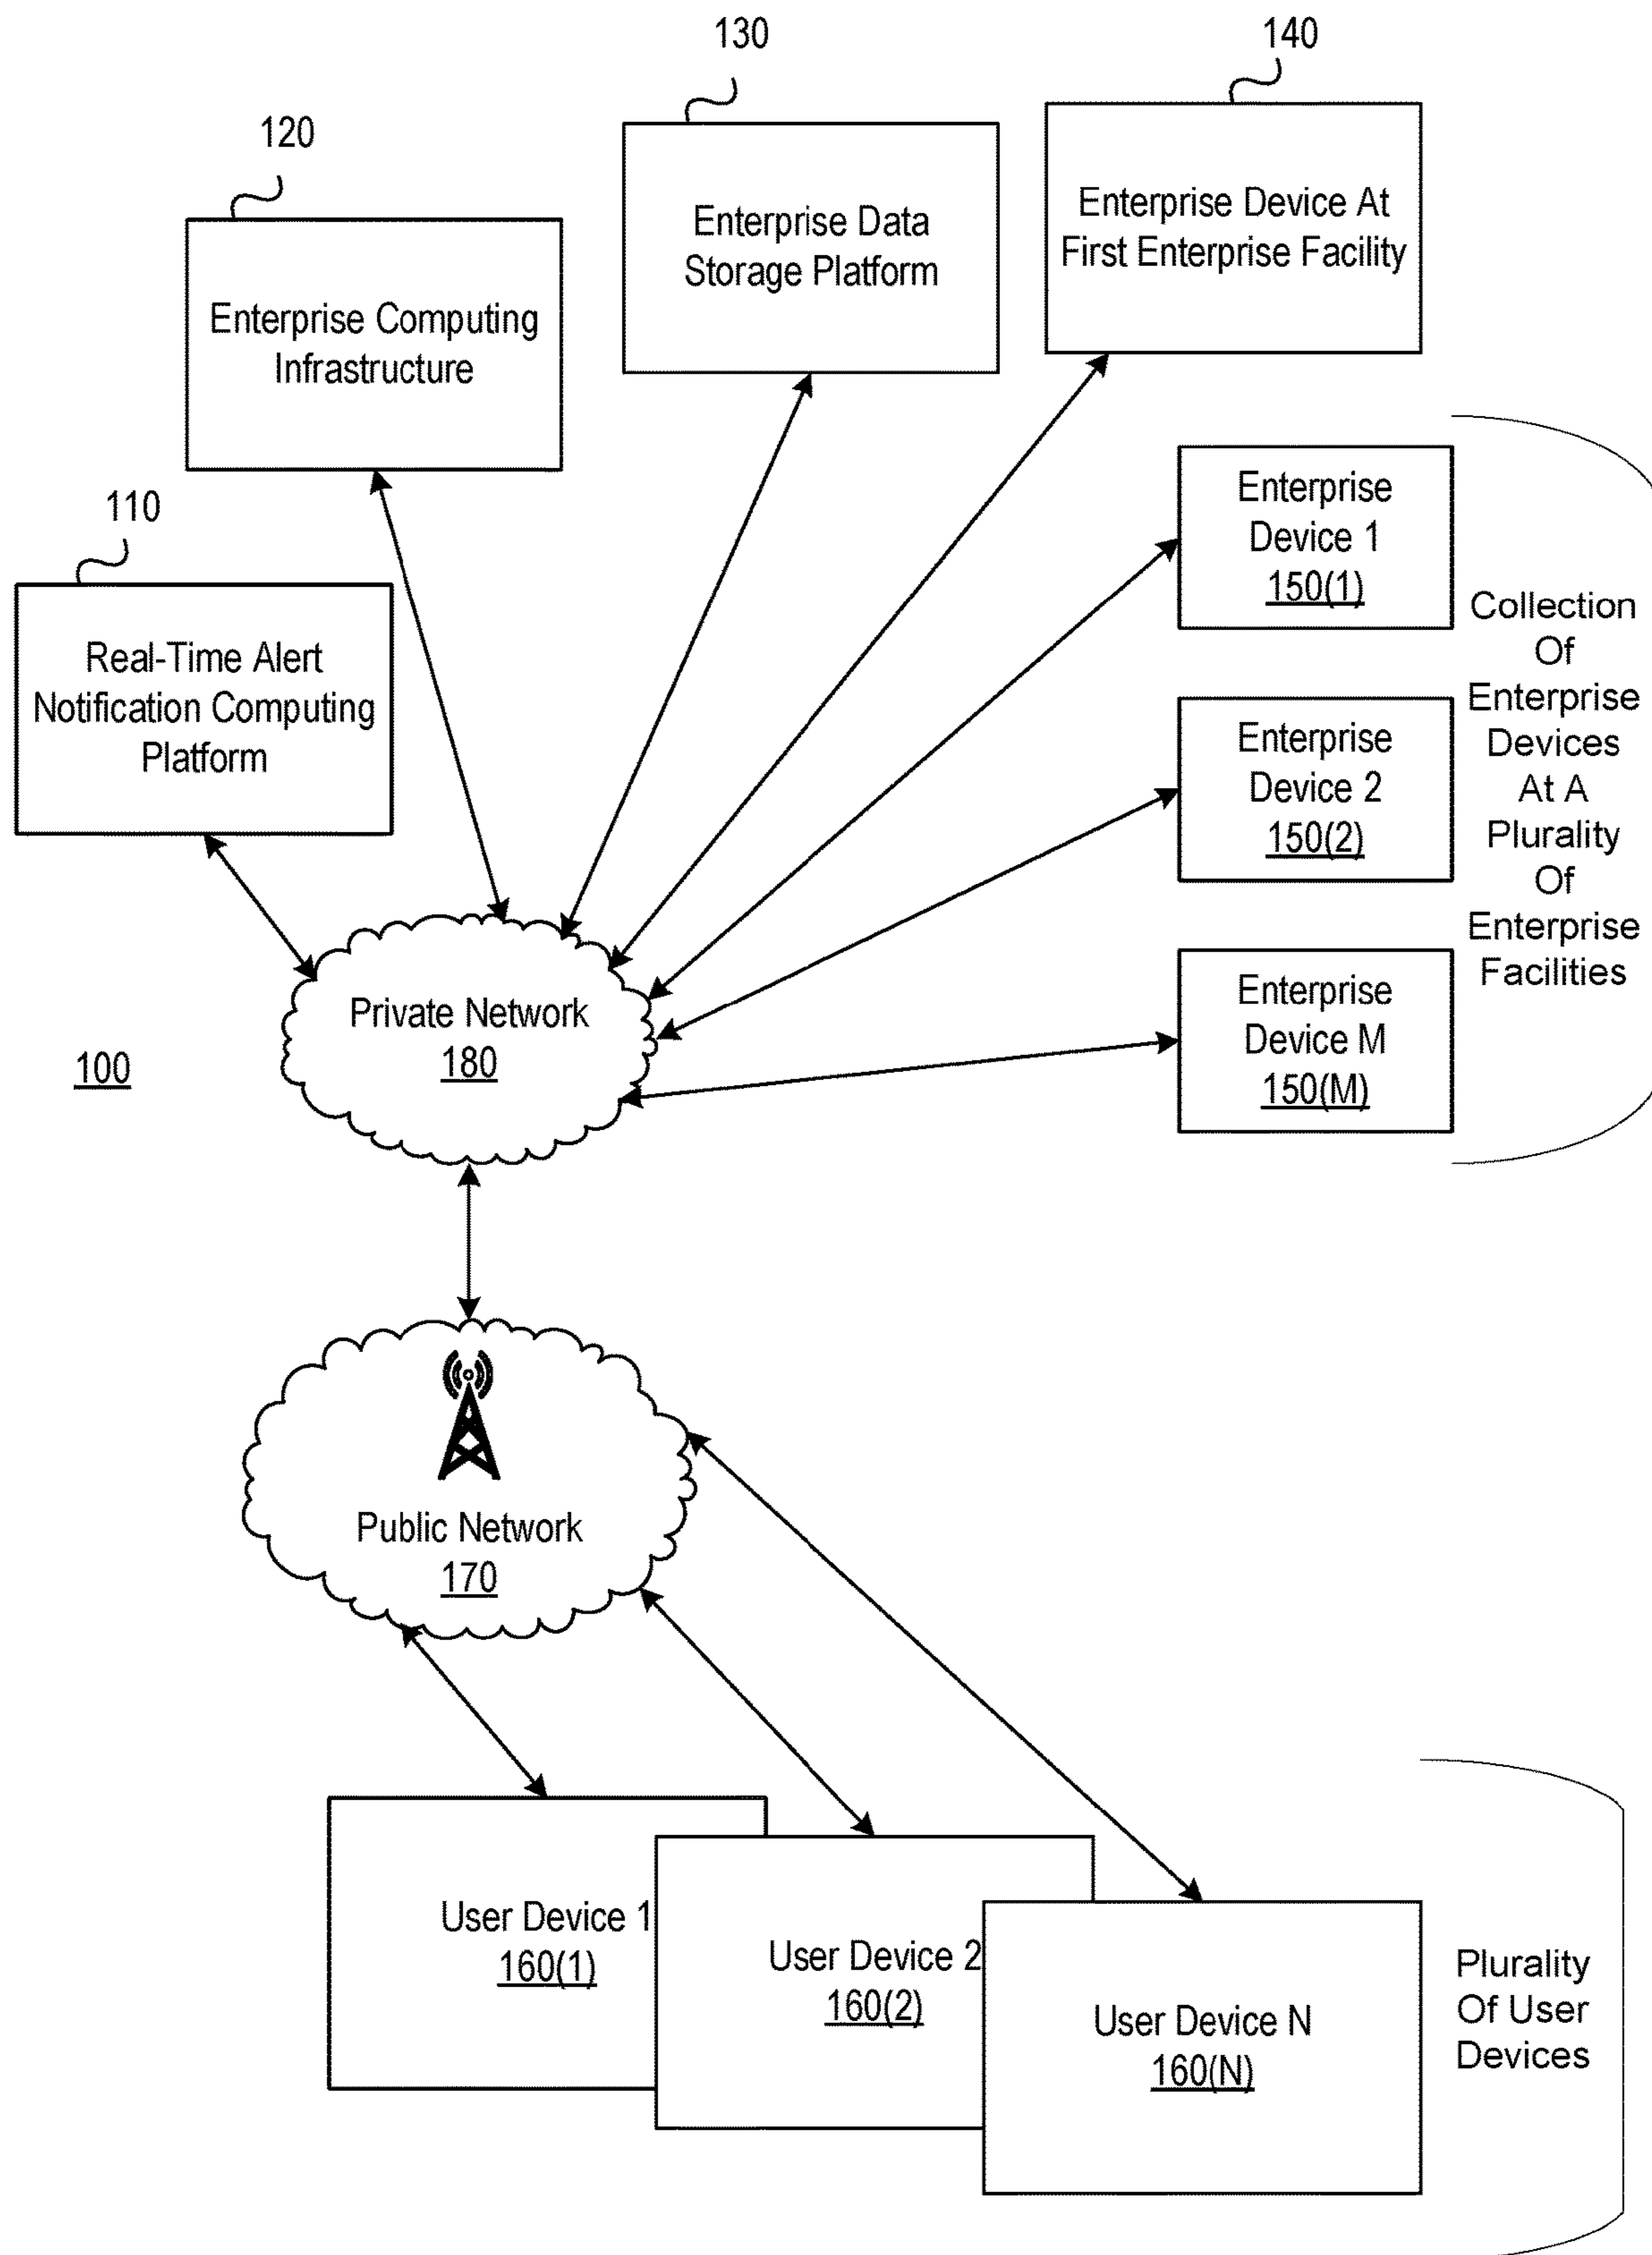 130
140
120
Enterprise Device At
First Enterprise Facility
Enterprise Data
Storage Platform
Enterprise Computing
Infrastructure
110
Real-Time Alert
Notification Computing
Platform
Enterprise
Device 1
150(1)
Enterprise
Device 2
150(2)
Enterprise
Device M
150(M)
Collection
Of
Enterprise
Devices
At A
Plurality
Of
Enterprise
Facilities
Private Network
180
100
Public Network
170
User Device 1
160(1)
User Device 2
160(2)
User Device N
160(N)
Plurality
Of User
Devices